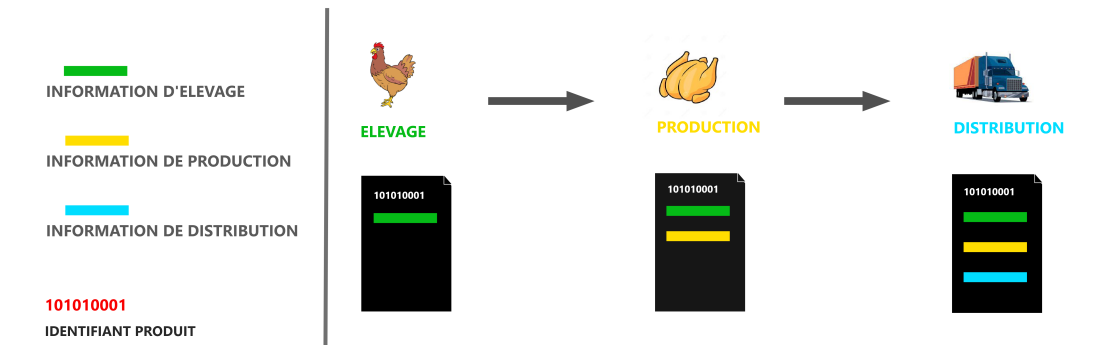 INFORMATION D'ELEVAGE
INFORMATION DE PRODUCTION
INFORMATION DE DISTRIBUTION
101010001
IDENTIFIANT PRODUIT
ELEVAGE
PRODUCTION
DISTRIBUTION
101010001
101010001
101010001